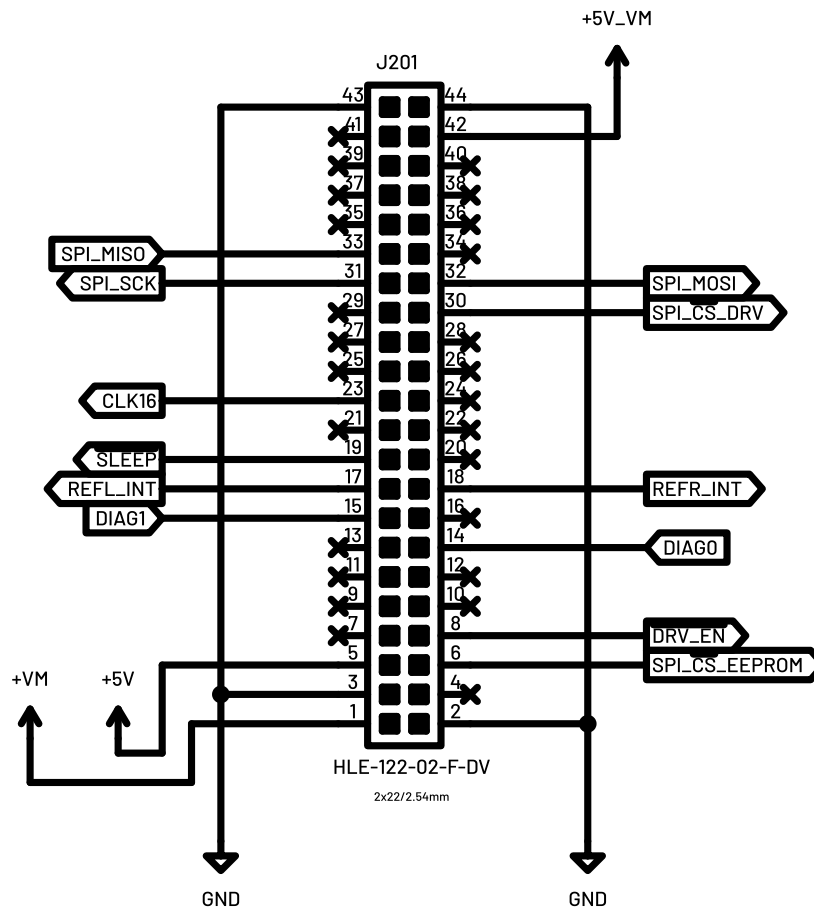 +5V_VM
J201
43 44
41 42
39 40
37 38
35 36
SPI_MISO 33 34
SPI_SCK 31 32 SPI_MOSI
29 30 SPI_CS_DRV
27 28
25 26
CLK16 23 24
21 22
SLEEP 19 20
REFL_INT 17 18 REFR_INT
DIAG1 15 16
13 14 DIAG0
11 12
9 10
7 8 DRV_EN
5 6 SPI_CS_EEPROM
+VM +5V 3 4
1 2
HLE-122-02-F-DV
2x22/2.54mm
GND GND